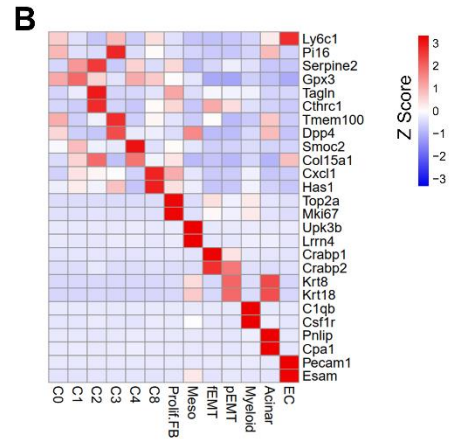 B
Ly6c1
Pi16
Serpine2
Gpx3
Tagln
Cthrc1
Tmem100
Dpp4
Smoc2
Col15a1
Cxcl1
Has1
Top2a
Mki67
Upk3b
Lrrn4
Crabp1
Crabp2
Krt8
Krt18
C1qb
Csf1r
Pnlip
Cpa1
Pecam1
Esam
C0
C1
C2
C3
C4
C8
Prolif.FB
Meso
fEMT
pEMT
Myeloid
Acinar
EC
Z Score
3
2
1
0
−1
−2
−3